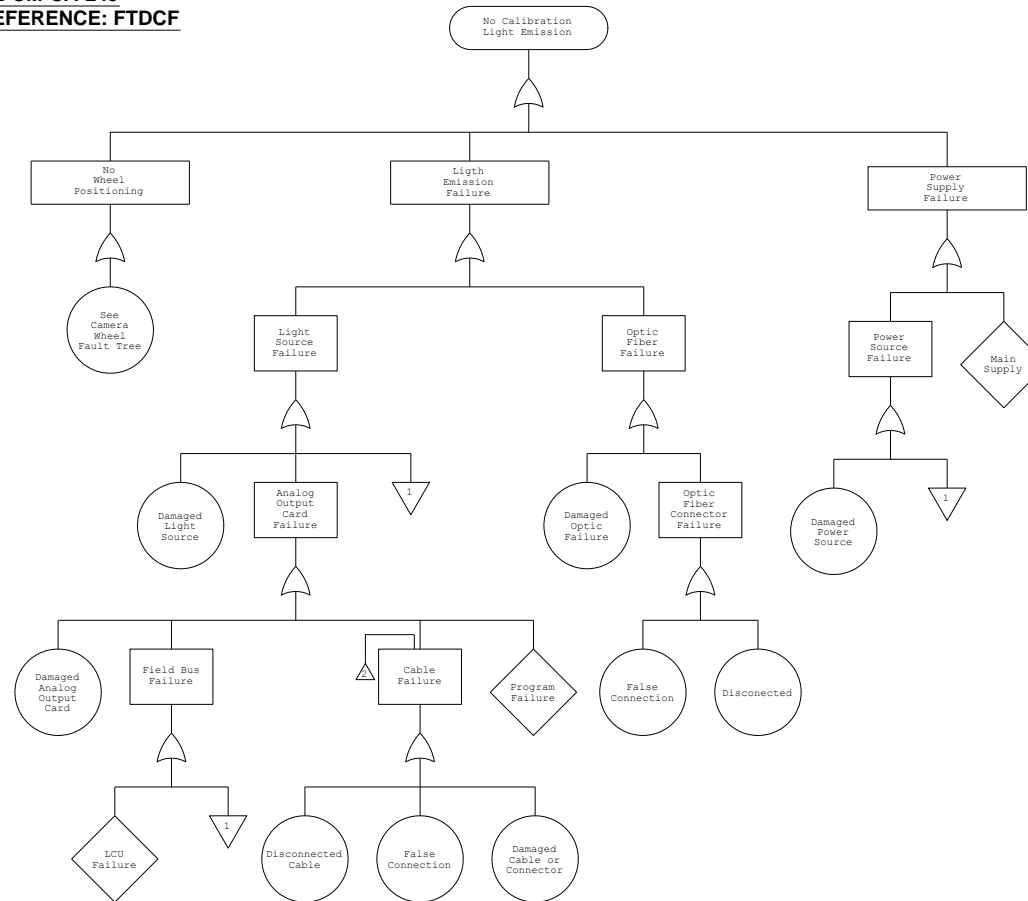 REFERENCE: FTDCF
No Calibration
Light Emission
No
Wheel
Positioning
Ligth
Emission
Failure
Power
Supply
Failure
See
Camera
Wheel
Fault Tree
Light
Source
Failure
Optic
Fiber
Failure
Power
Source
Failure
Main
Supply
Damaged
Light
Source
Analog
Output
Card
Failure
1
Damaged
Optic
Failure
Optic
Fiber
Connector
Failure
Damaged
Power
Source
1
Damaged
Analog
Output
Card
Field Bus
Failure
2
Cable
Failure
Program
Failure
False
Connection
Disconected
LCU
Failure
1
Disconnected
Cable
False
Connection
Damaged
Cable or
Connector